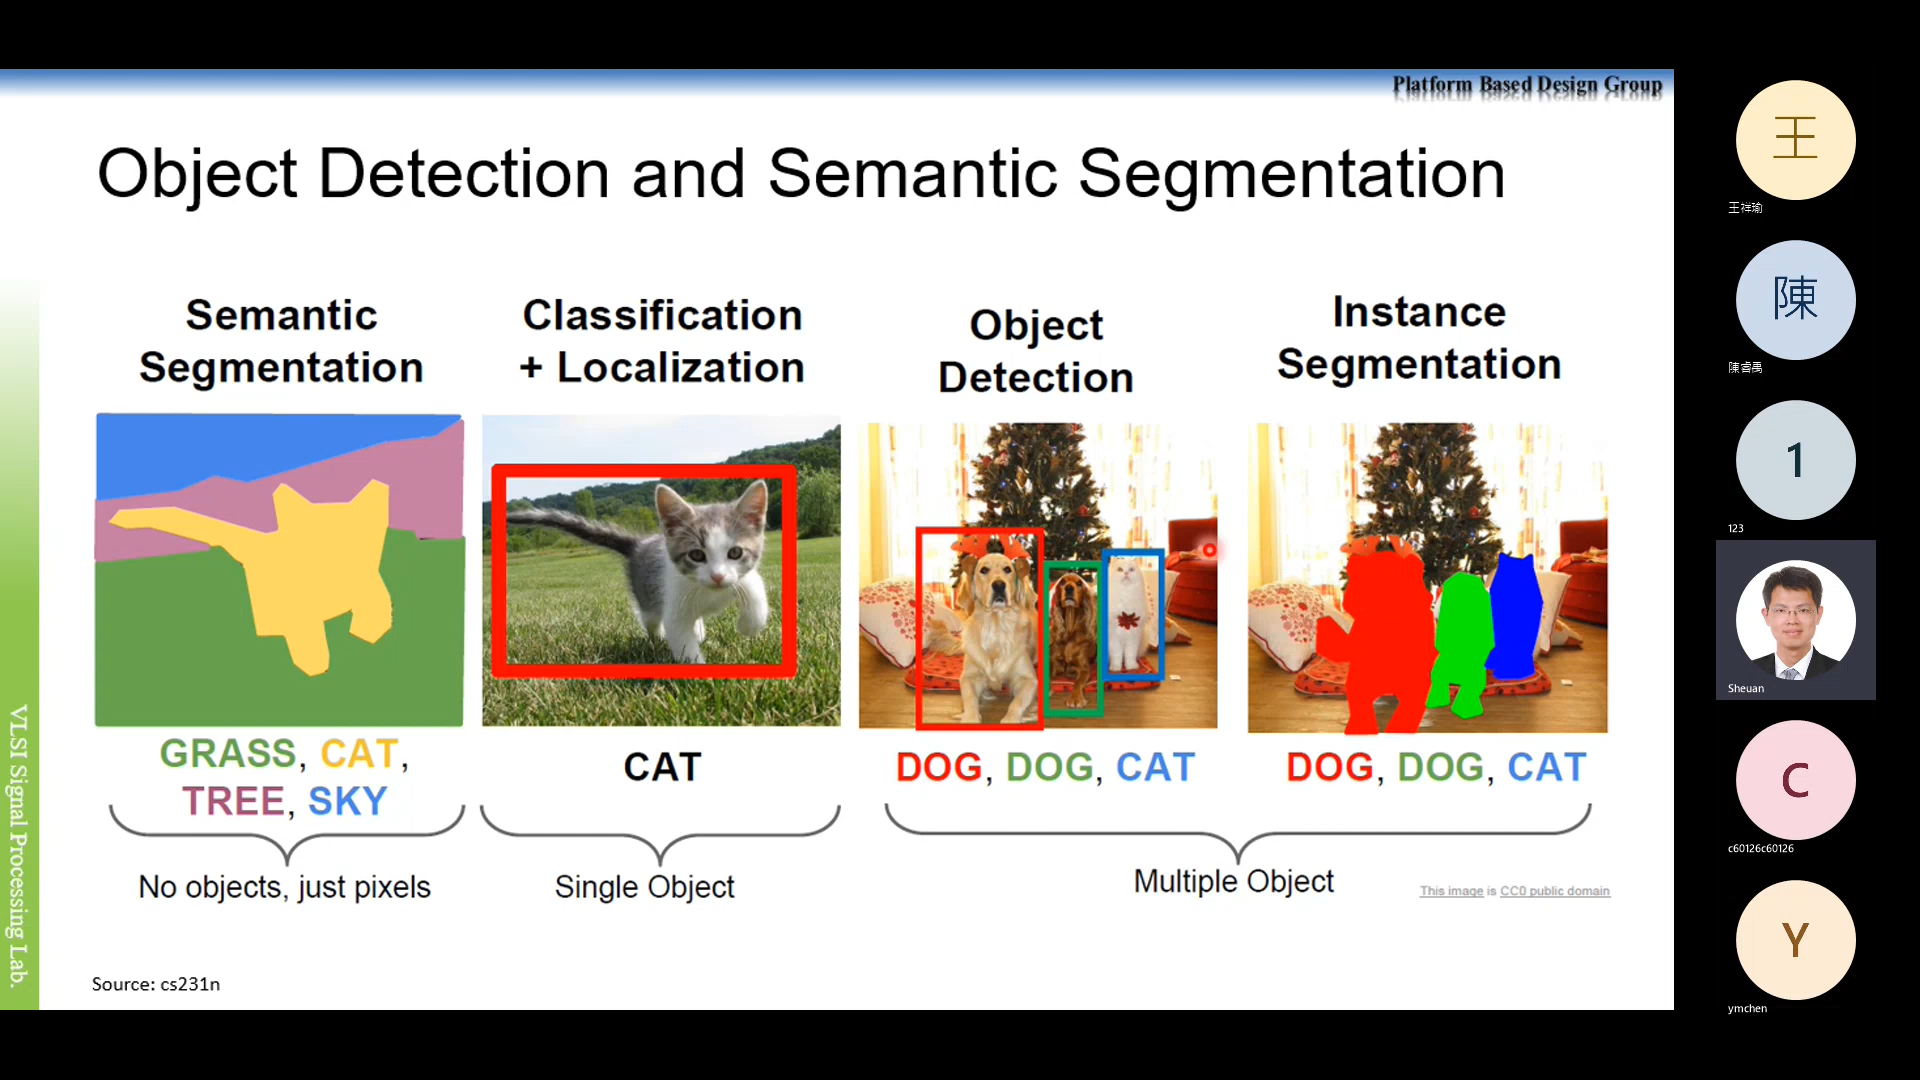 Platform Based Design Group
Object Detection and Semantic Segmentation
Semantic
Segmentation
Classification
+ Localization
Object
Detection
Instance
Segmentation
GRASS, CAT,
TREE, SKY
CAT
DOG, DOG, CAT
DOG, DOG, CAT
No objects, just pixels
Single Object
Multiple Object
This image is CC0 public domain
Source: cs231n
VLSI Signal Processing Lab.
王
王祥瑜
陳
陳睿禹
1
123
Sheuan
C
c60126c60126
Y
ymchen